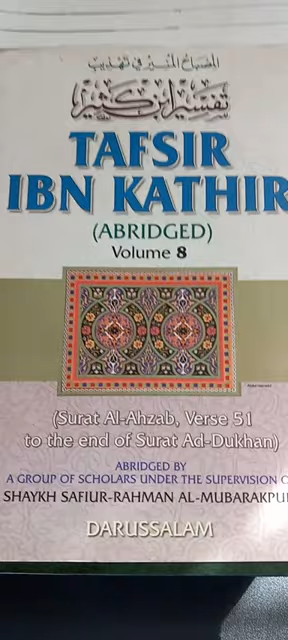 المصباح المنير في تهذيب
تفسير ابن كثير
TAFSIR
IBN KATHIR
(ABRIDGED)
Volume 8
(Surat Al-Ahzab, Verse 51
to the end of Surat Ad-Dukhan)
ABRIDGED BY
A GROUP OF SCHOLARS UNDER THE SUPERVISION O
SHAYKH SAFIUR-RAHMAN AL-MUBARAKPU
DARUSSALAM